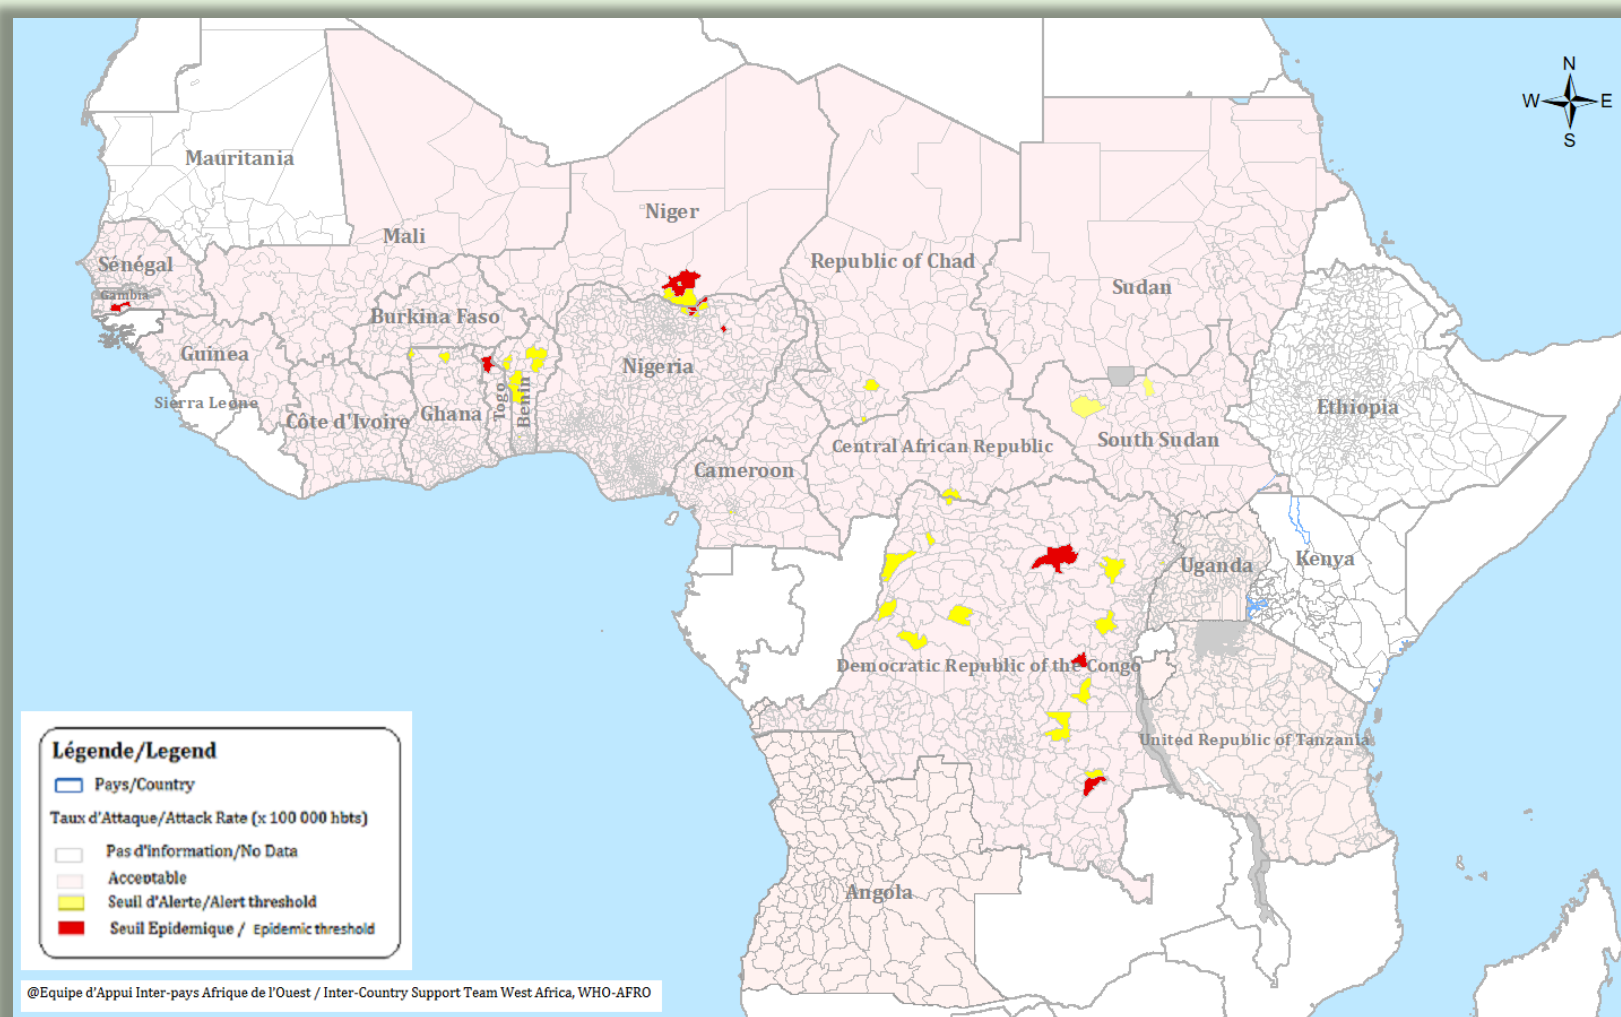 N
W E
S
Mauritania
Niger
Mali
Sénégal
Republic of Chad
Gambia
Sudan
Burkina Faso
Guinea
Nigeria
Sierra Leone
Togo
Benin
Côte d'Ivoire
Ghana
Ethiopia
South Sudan
Central African Republic
Cameroon
Uganda
Kenya
Democratic Republic of the Congo
United Republic of Tanzania
Angola
Légende/Legend
Pays/Country
Taux d'Attaque/Attack Rate (x 100 000 hbts)
Pas d'information/No Data
Acceptable
Seuil d'Alerte/Alert threshold
Seuil Epidemique / Epidemic threshold
@Equipe d'Appui Inter-pays Afrique de l'Ouest / Inter-Country Support Team West Africa, WHO-AFRO